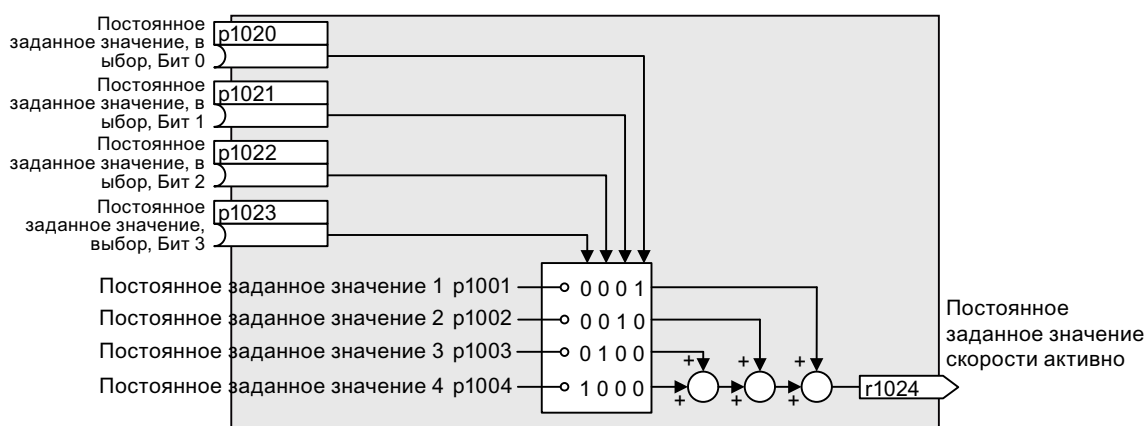 Постоянное
заданное значение, в
ыбор, Бит 0
p1020
Постоянное
заданное значение, в
ыбор, Бит 1
p1021
Постоянное
заданное значение, в
ыбор, Бит 2
p1022
Постоянное
заданное значение,
выбор, Бит 3
p1023
Постоянное заданное значение 1 p1001
0 0 0 1
Постоянное заданное значение 2 p1002
0 0 1 0
Постоянное заданное значение 3 p1003
0 1 0 0
Постоянное заданное значение 4 p1004
1 0 0 0
+ + +
+ + +
r1024
Постоянное
заданное значение
скорости активно